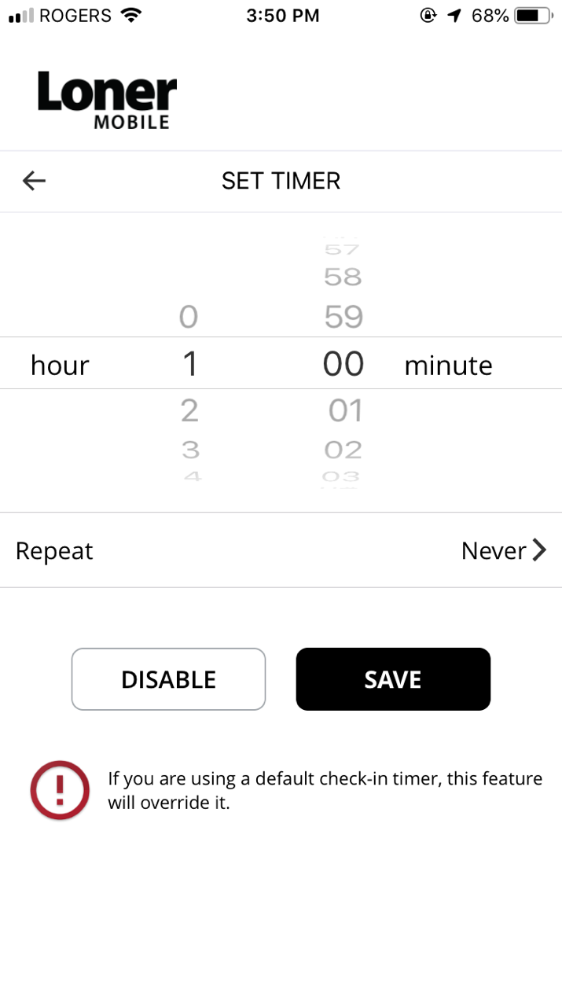 ROGERS 3:50 PM 68%
Loner
MOBILE
SET TIMER
57
58
0 59
hour 1 00 minute
2 01
3 02
4 03
Repeat Never
DISABLE SAVE
If you are using a default check-in timer, this feature
will override it.